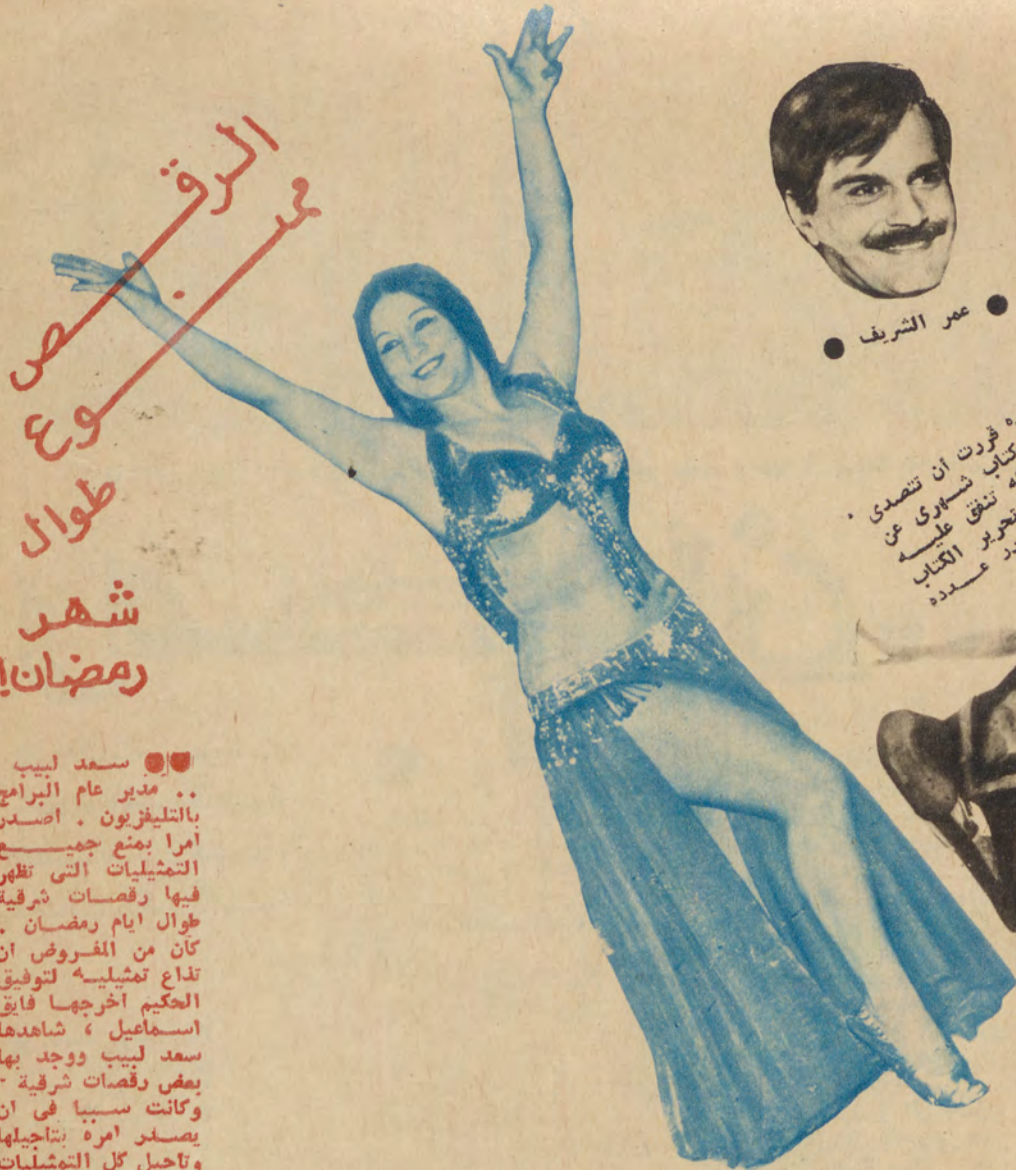 الرقص
ممنوع
طوال
شهر
رمضان!
سعد لبيب
.. مدير عام البرامج
بالتليفزيون . اصدر
امرا بمنع جميع
التمثيليات التى تظهر
فيها رقصات شرقية
طوال ايام رمضان .
كان من المفروض ان
تذاع تمثيلية لتوفيق
الحكيم اخرجها فايق
اسماعيل ، شاهدها
سعد لبيب ووجد بها
بعض رقصات شرقية
وكانت سببا فى ان
يصدر امره بتاجيلها
وتاجيل كل التمثيليات
● عمر الشريف ●
قررت أن تتصدى .
كتاب شهرى عن
تنفق عليه
تحرير الكتاب
عدده